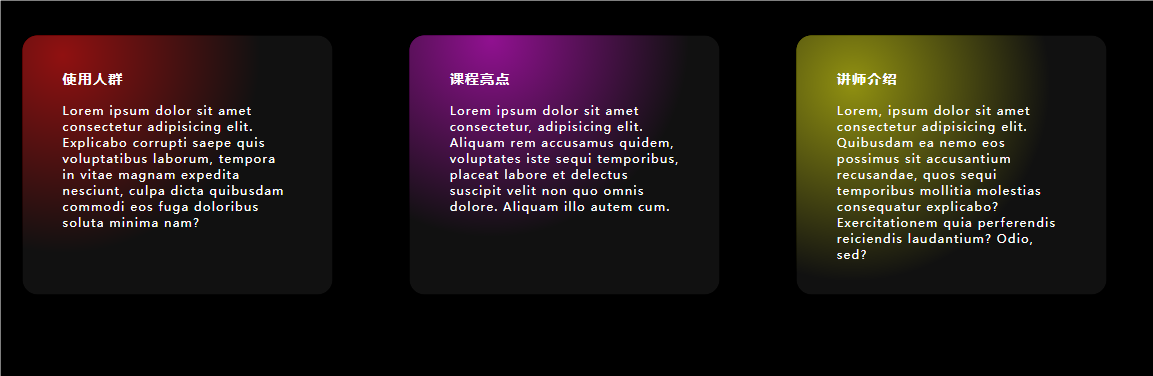 使用人群
Lorem ipsum dolor sit amet
consectetur adipisicing elit.
Explicabo corrupti saepe quis
voluptatibus laborum, tempora
in vitae magnam expedita
nesciunt, culpa dicta quibusdam
commodi eos fuga doloribus
soluta minima nam?
课程亮点
Lorem ipsum dolor sit amet
consectetur, adipisicing elit.
Aliquam rem accusamus quidem,
voluptates iste sequi temporibus,
placeat labore et delectus
suscipit velit non quo omnis
dolore. Aliquam illo autem cum.
讲师介绍
Lorem, ipsum dolor sit amet
consectetur adipisicing elit.
Quibusdam ea nemo eos
possimus sit accusantium
recusandae, quos sequi
temporibus mollitia molestias
consequatur explicabo?
Exercitationem quia perferendis
reiciendis laudantium? Odio,
sed?